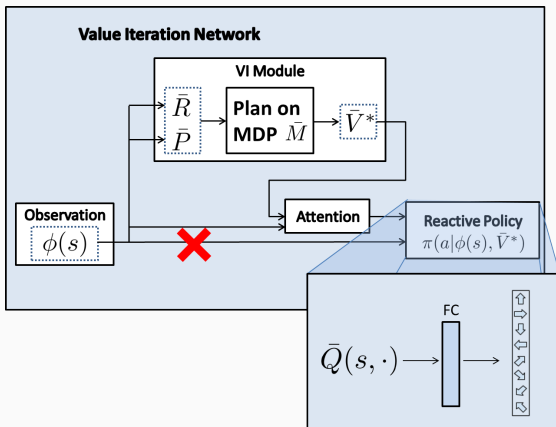 Value Iteration Network
VI Module
R̄
P̄
Plan on
MDP M̄
V̄*
Observation
ϕ(s)
Attention
Reactive Policy
π(a|ϕ(s), V̄*)
FC
Q̄(s, ·)